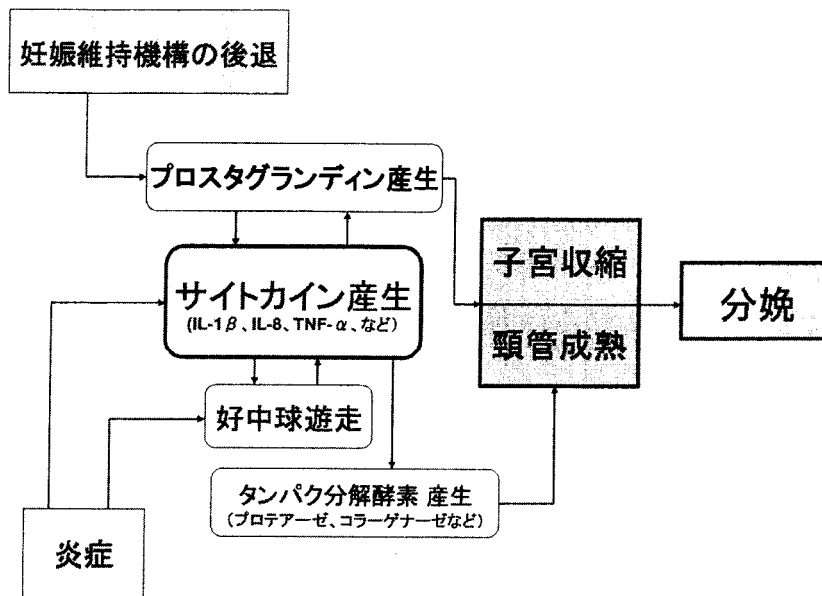 妊娠維持機構の後退
プロスタグランディン産生
サイトカイン産生
(IL-1β、IL-8、TNF-α、など)
好中球遊走
タンパク分解酵素 産生
(プロテアーゼ、コラーゲナーゼなど)
炎症
子宮収縮
頸管成熟
分娩